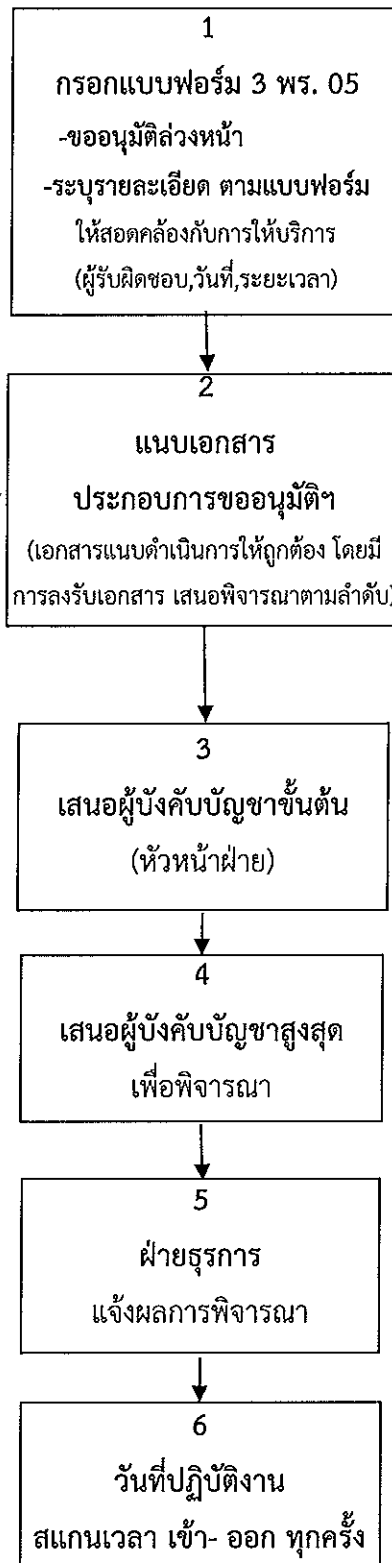 1
กรอกแบบฟอร์ม 3 พร. 05
-ขออนุมัติล่วงหน้า
-ระบุรายละเอียด ตามแบบฟอร์ม
ให้สอดคล้องกับการให้บริการ
(ผู้รับผิดชอบ,วันที่,ระยะเวลา)
2
แนบเอกสาร
ประกอบการขออนุมัติฯ
(เอกสารแนบดำเนินการให้ถูกต้อง โดยมี
การลงรับเอกสาร เสนอพิจารณาตามลำดับ)
3
เสนอผู้บังคับบัญชาขั้นต้น
(หัวหน้าฝ่าย)
4
เสนอผู้บังคับบัญชาสูงสุด
เพื่อพิจารณา
5
ฝ่ายธุรการ
แจ้งผลการพิจารณา
6
วันที่ปฏิบัติงาน
สแกนเวลา เข้า- ออก ทุกครั้ง